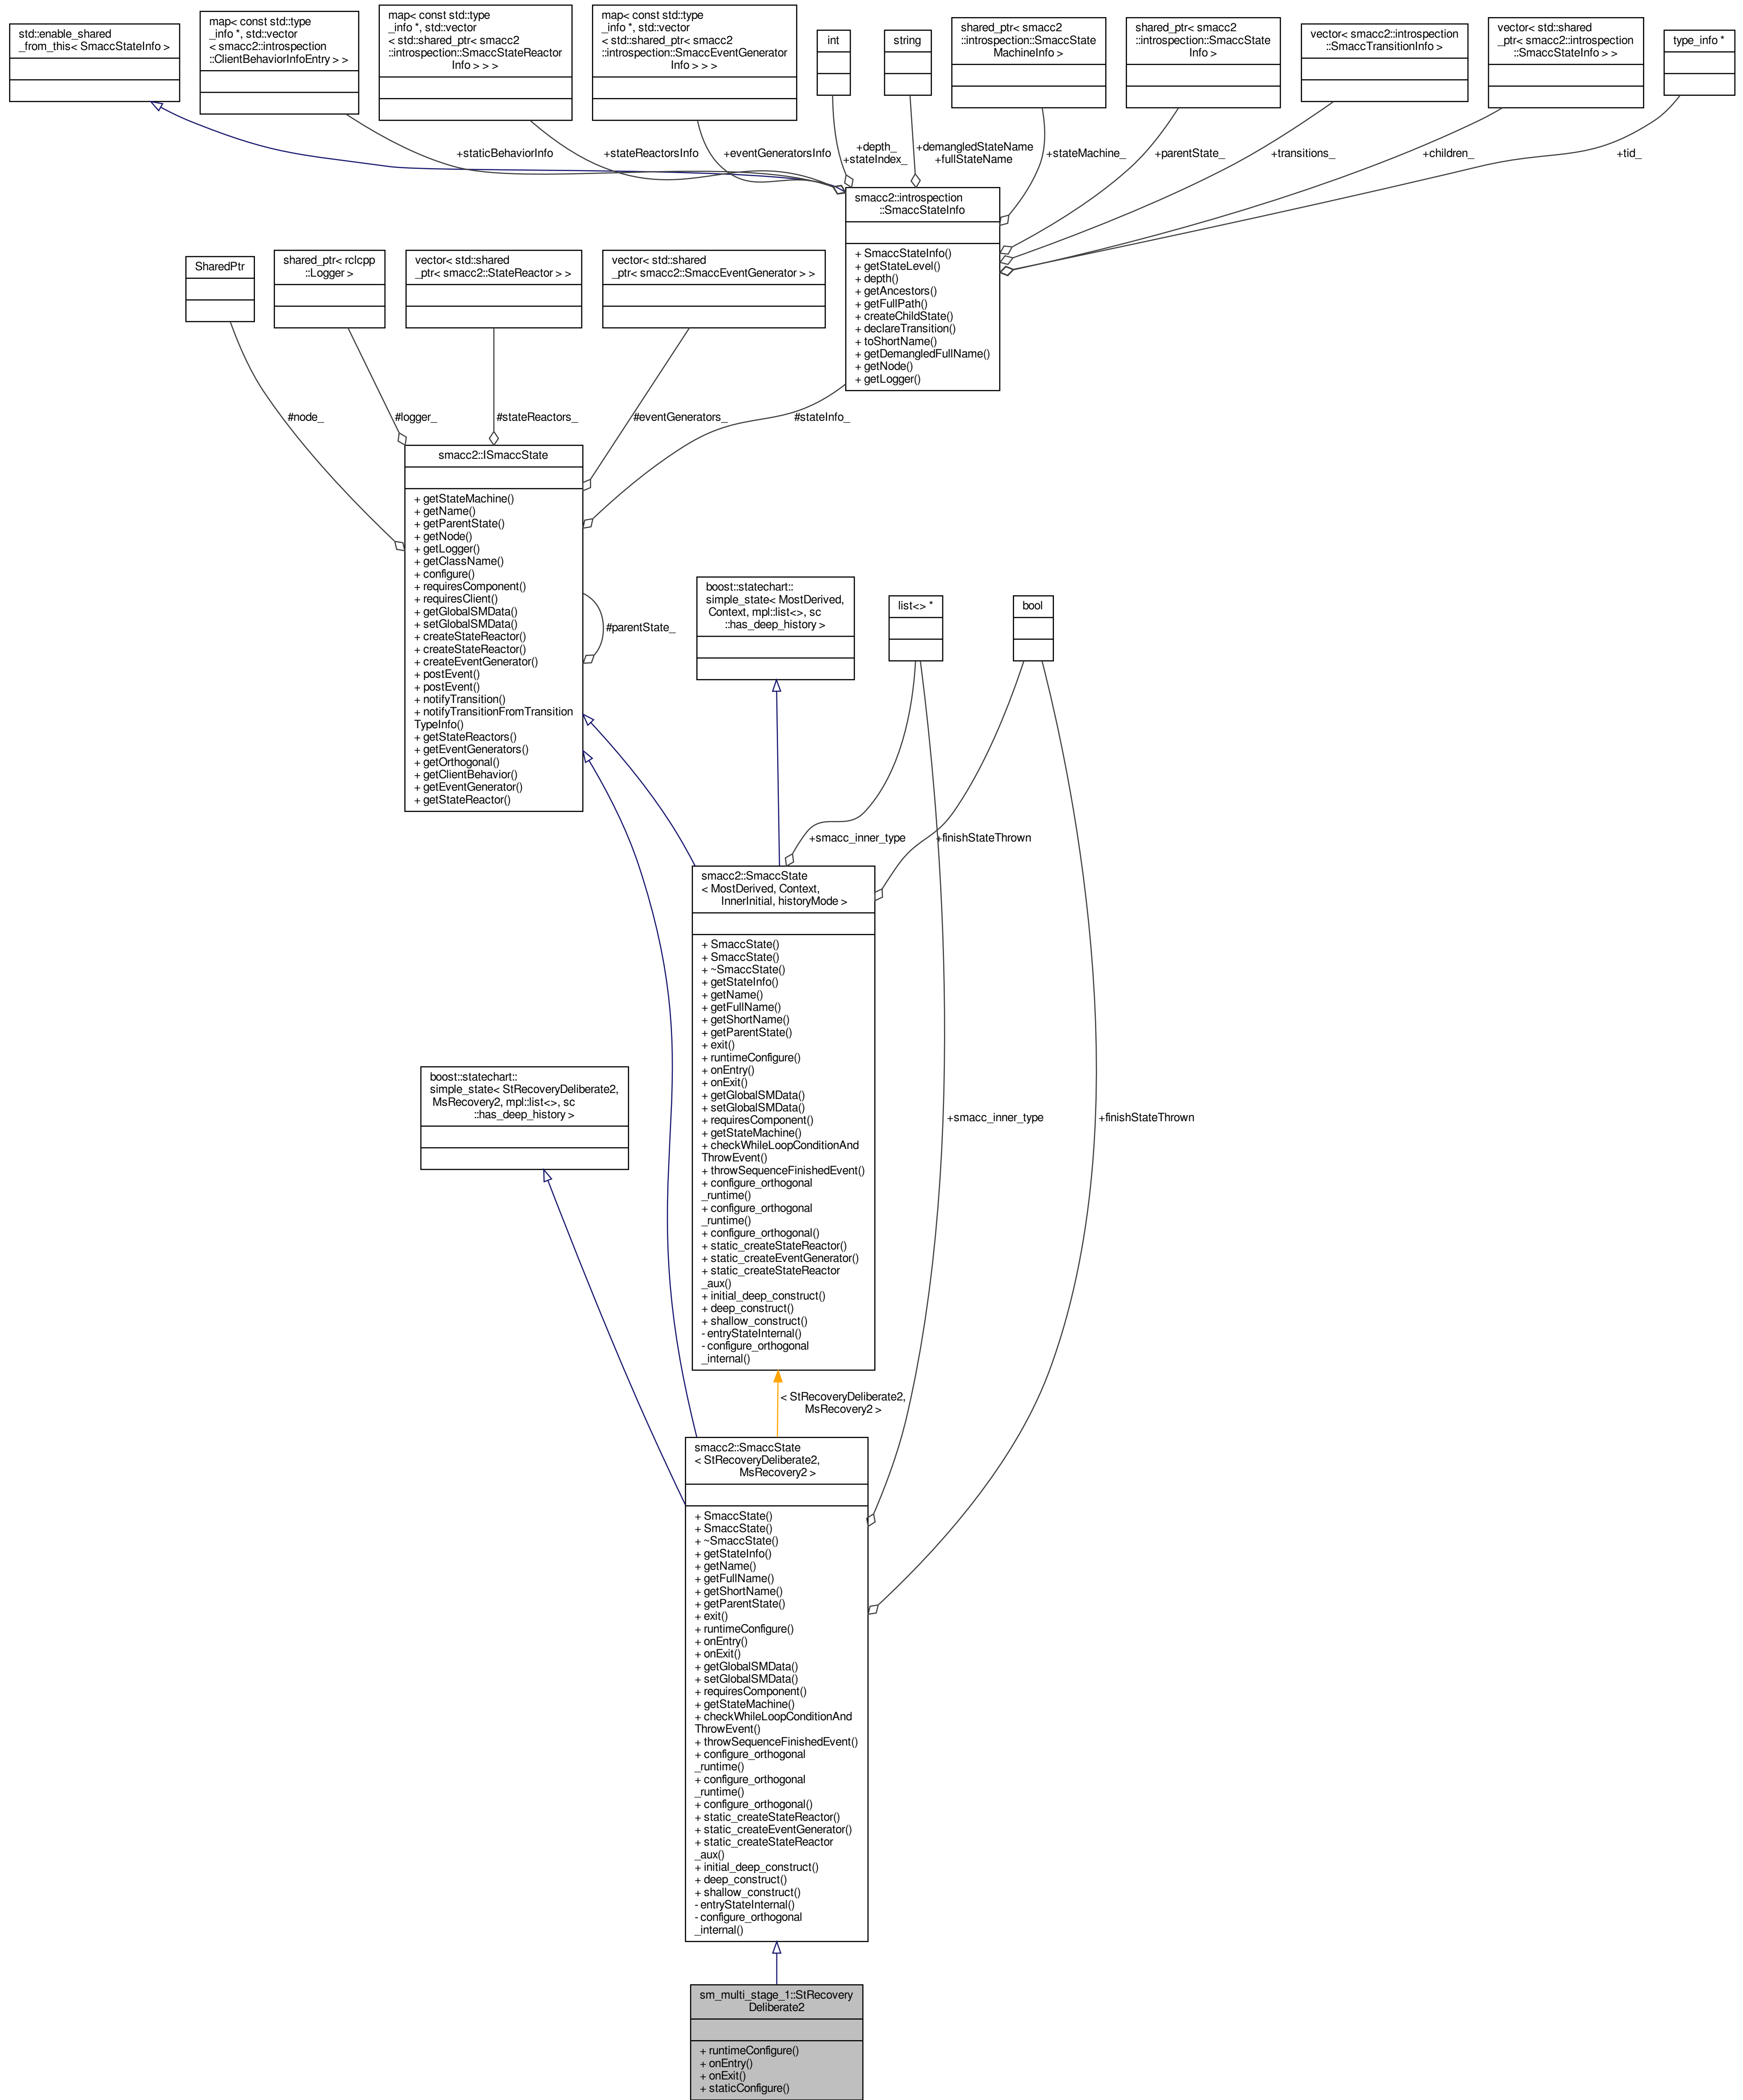 std::enable_shared
_from_this< SmaccStateInfo >
map< const std::type
_info *, std::vector
< smacc2::introspection
::ClientBehaviorInfoEntry > >
map< const std::type
_info *, std::vector
< std::shared_ptr< smacc2
::introspection::SmaccStateReactor
Info > > >
map< const std::type
_info *, std::vector
< std::shared_ptr< smacc2
::introspection::SmaccEventGenerator
Info > > >
int
string
shared_ptr< smacc2
::introspection::SmaccState
MachineInfo >
shared_ptr< smacc2
::introspection::SmaccState
Info >
vector< smacc2::introspection
::SmaccTransitionInfo >
vector< std::shared
_ptr< smacc2::introspection
::SmaccStateInfo > >
type_info *
+staticBehaviorInfo
+stateReactorsInfo
+eventGeneratorsInfo
+depth_
+stateIndex_
+demangledStateName
+fullStateName
+stateMachine_
+parentState_
+transitions_
+children_
+tid_
smacc2::introspection
::SmaccStateInfo
+ SmaccStateInfo()
+ getStateLevel()
+ depth()
+ getAncestors()
+ getFullPath()
+ createChildState()
+ declareTransition()
+ toShortName()
+ getDemangledFullName()
+ getNode()
+ getLogger()
SharedPtr
shared_ptr< rclcpp
::Logger >
vector< std::shared
_ptr< smacc2::StateReactor > >
vector< std::shared
_ptr< smacc2::SmaccEventGenerator > >
#node_
#logger_
#stateReactors_
#eventGenerators_
#stateInfo_
smacc2::ISmaccState
+ getStateMachine()
+ getName()
+ getParentState()
+ getNode()
+ getLogger()
+ getClassName()
+ configure()
+ requiresComponent()
+ requiresClient()
+ getGlobalSMData()
+ setGlobalSMData()
+ createStateReactor()
+ createStateReactor()
+ createEventGenerator()
+ postEvent()
+ postEvent()
+ notifyTransition()
+ notifyTransitionFromTransition
TypeInfo()
+ getStateReactors()
+ getEventGenerators()
+ getOrthogonal()
+ getClientBehavior()
+ getEventGenerator()
+ getStateReactor()
#parentState_
boost::statechart::
simple_state< MostDerived,
Context, mpl::list<>, sc
::has_deep_history >
list<> *
bool
+smacc_inner_type
+finishStateThrown
smacc2::SmaccState
< MostDerived, Context,
InnerInitial, historyMode >
+ SmaccState()
+ SmaccState()
+ ~SmaccState()
+ getStateInfo()
+ getName()
+ getFullName()
+ getShortName()
+ getParentState()
+ exit()
+ runtimeConfigure()
+ onEntry()
+ onExit()
+ getGlobalSMData()
+ setGlobalSMData()
+ requiresComponent()
+ getStateMachine()
+ checkWhileLoopConditionAnd
ThrowEvent()
+ throwSequenceFinishedEvent()
+ configure_orthogonal
_runtime()
+ configure_orthogonal
_runtime()
+ configure_orthogonal()
+ static_createStateReactor()
+ static_createEventGenerator()
+ static_createStateReactor
_aux()
+ initial_deep_construct()
+ deep_construct()
+ shallow_construct()
- entryStateInternal()
- configure_orthogonal
_internal()
boost::statechart::
simple_state< StRecoveryDeliberate2,
MsRecovery2, mpl::list<>, sc
::has_deep_history >
+smacc_inner_type
+finishStateThrown
< StRecoveryDeliberate2,
MsRecovery2 >
smacc2::SmaccState
< StRecoveryDeliberate2,
MsRecovery2 >
+ SmaccState()
+ SmaccState()
+ ~SmaccState()
+ getStateInfo()
+ getName()
+ getFullName()
+ getShortName()
+ getParentState()
+ exit()
+ runtimeConfigure()
+ onEntry()
+ onExit()
+ getGlobalSMData()
+ setGlobalSMData()
+ requiresComponent()
+ getStateMachine()
+ checkWhileLoopConditionAnd
ThrowEvent()
+ throwSequenceFinishedEvent()
+ configure_orthogonal
_runtime()
+ configure_orthogonal
_runtime()
+ configure_orthogonal()
+ static_createStateReactor()
+ static_createEventGenerator()
+ static_createStateReactor
_aux()
+ initial_deep_construct()
+ deep_construct()
+ shallow_construct()
- entryStateInternal()
- configure_orthogonal
_internal()
sm_multi_stage_1::StRecovery
Deliberate2
+ runtimeConfigure()
+ onEntry()
+ onExit()
+ staticConfigure()